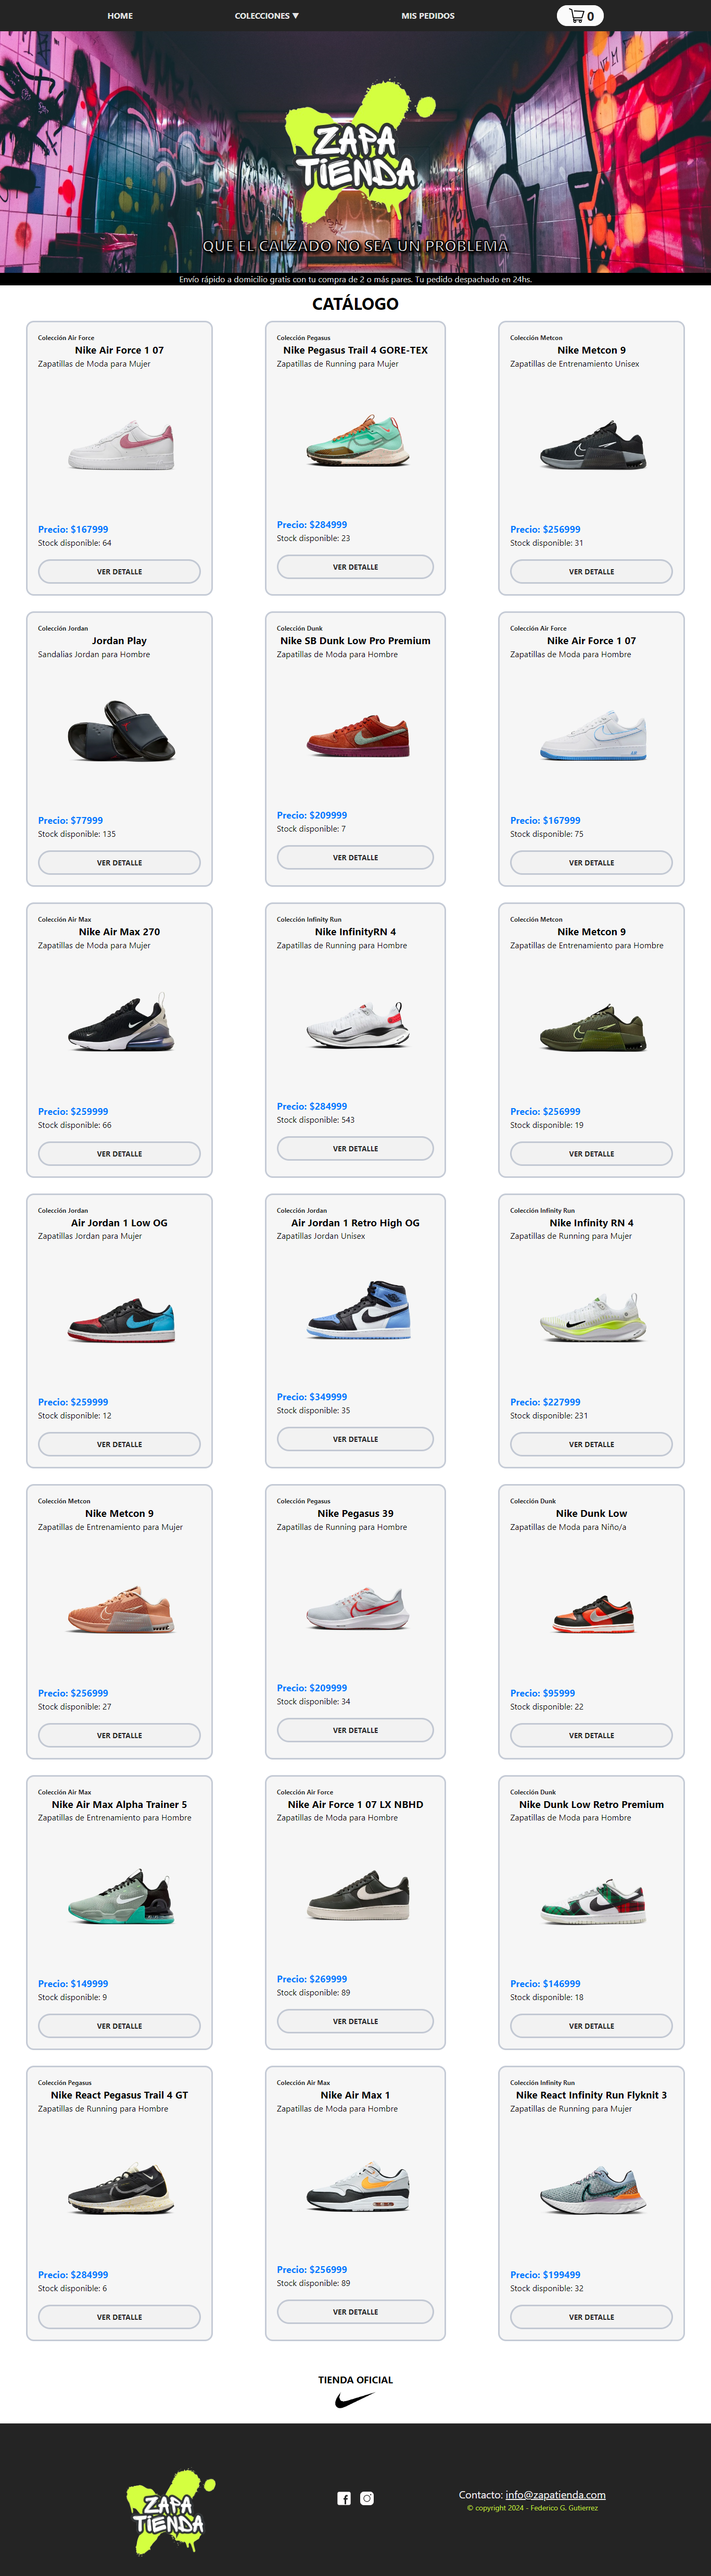 HOME
COLECCIONES ▼
MIS PEDIDOS
0
ZAPA
TIENDA
QUE EL CALZADO NO SEA UN PROBLEMA
Envío rápido a domicilio gratis con tu compra de 2 o más pares. Tu pedido despachado en 24hs.
CATÁLOGO
Colección Air Force
Nike Air Force 1 07
Zapatillas de Moda para Mujer
Precio: $167999
Stock disponible: 64
VER DETALLE
Colección Pegasus
Nike Pegasus Trail 4 GORE-TEX
Zapatillas de Running para Mujer
Precio: $284999
Stock disponible: 23
VER DETALLE
Colección Metcon
Nike Metcon 9
Zapatillas de Entrenamiento Unisex
Precio: $256999
Stock disponible: 31
VER DETALLE
Colección Jordan
Jordan Play
Sandalias Jordan para Hombre
Precio: $77999
Stock disponible: 135
VER DETALLE
Colección Dunk
Nike SB Dunk Low Pro Premium
Zapatillas de Moda para Hombre
Precio: $209999
Stock disponible: 7
VER DETALLE
Colección Air Force
Nike Air Force 1 07
Zapatillas de Moda para Hombre
Precio: $167999
Stock disponible: 75
VER DETALLE
Colección Air Max
Nike Air Max 270
Zapatillas de Moda para Mujer
Precio: $259999
Stock disponible: 66
VER DETALLE
Colección Infinity Run
Nike InfinityRN 4
Zapatillas de Running para Hombre
Precio: $284999
Stock disponible: 543
VER DETALLE
Colección Metcon
Nike Metcon 9
Zapatillas de Entrenamiento para Hombre
Precio: $256999
Stock disponible: 19
VER DETALLE
Colección Jordan
Air Jordan 1 Low OG
Zapatillas Jordan para Mujer
Precio: $259999
Stock disponible: 12
VER DETALLE
Colección Jordan
Air Jordan 1 Retro High OG
Zapatillas Jordan Unisex
Precio: $349999
Stock disponible: 35
VER DETALLE
Colección Infinity Run
Nike Infinity RN 4
Zapatillas de Running para Mujer
Precio: $227999
Stock disponible: 231
VER DETALLE
Colección Metcon
Nike Metcon 9
Zapatillas de Entrenamiento para Mujer
Precio: $256999
Stock disponible: 27
VER DETALLE
Colección Pegasus
Nike Pegasus 39
Zapatillas de Running para Hombre
Precio: $209999
Stock disponible: 34
VER DETALLE
Colección Dunk
Nike Dunk Low
Zapatillas de Moda para Niño/a
Precio: $95999
Stock disponible: 22
VER DETALLE
Colección Air Max
Nike Air Max Alpha Trainer 5
Zapatillas de Entrenamiento para Hombre
Precio: $149999
Stock disponible: 9
VER DETALLE
Colección Air Force
Nike Air Force 1 07 LX NBHD
Zapatillas de Moda para Hombre
Precio: $269999
Stock disponible: 89
VER DETALLE
Colección Dunk
Nike Dunk Low Retro Premium
Zapatillas de Moda para Hombre
Precio: $146999
Stock disponible: 18
VER DETALLE
Colección Pegasus
Nike React Pegasus Trail 4 GT
Zapatillas de Running para Hombre
Precio: $284999
Stock disponible: 6
VER DETALLE
Colección Air Max
Nike Air Max 1
Zapatillas de Moda para Hombre
Precio: $256999
Stock disponible: 89
VER DETALLE
Colección Infinity Run
Nike React Infinity Run Flyknit 3
Zapatillas de Running para Mujer
Precio: $199499
Stock disponible: 32
VER DETALLE
TIENDA OFICIAL
ZAPA
TIENDA
Contacto: info@zapatienda.com
© copyright 2024 - Federico G. Gutierrez